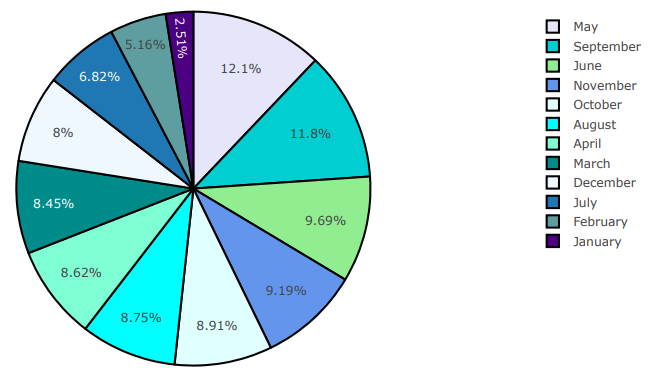 2.51%
5.16%
12.1%
6.82%
8%
11.8%
8.45%
9.69%
8.62%
9.19%
8.75%
8.91%
May
September
June
November
October
August
April
March
December
July
February
January